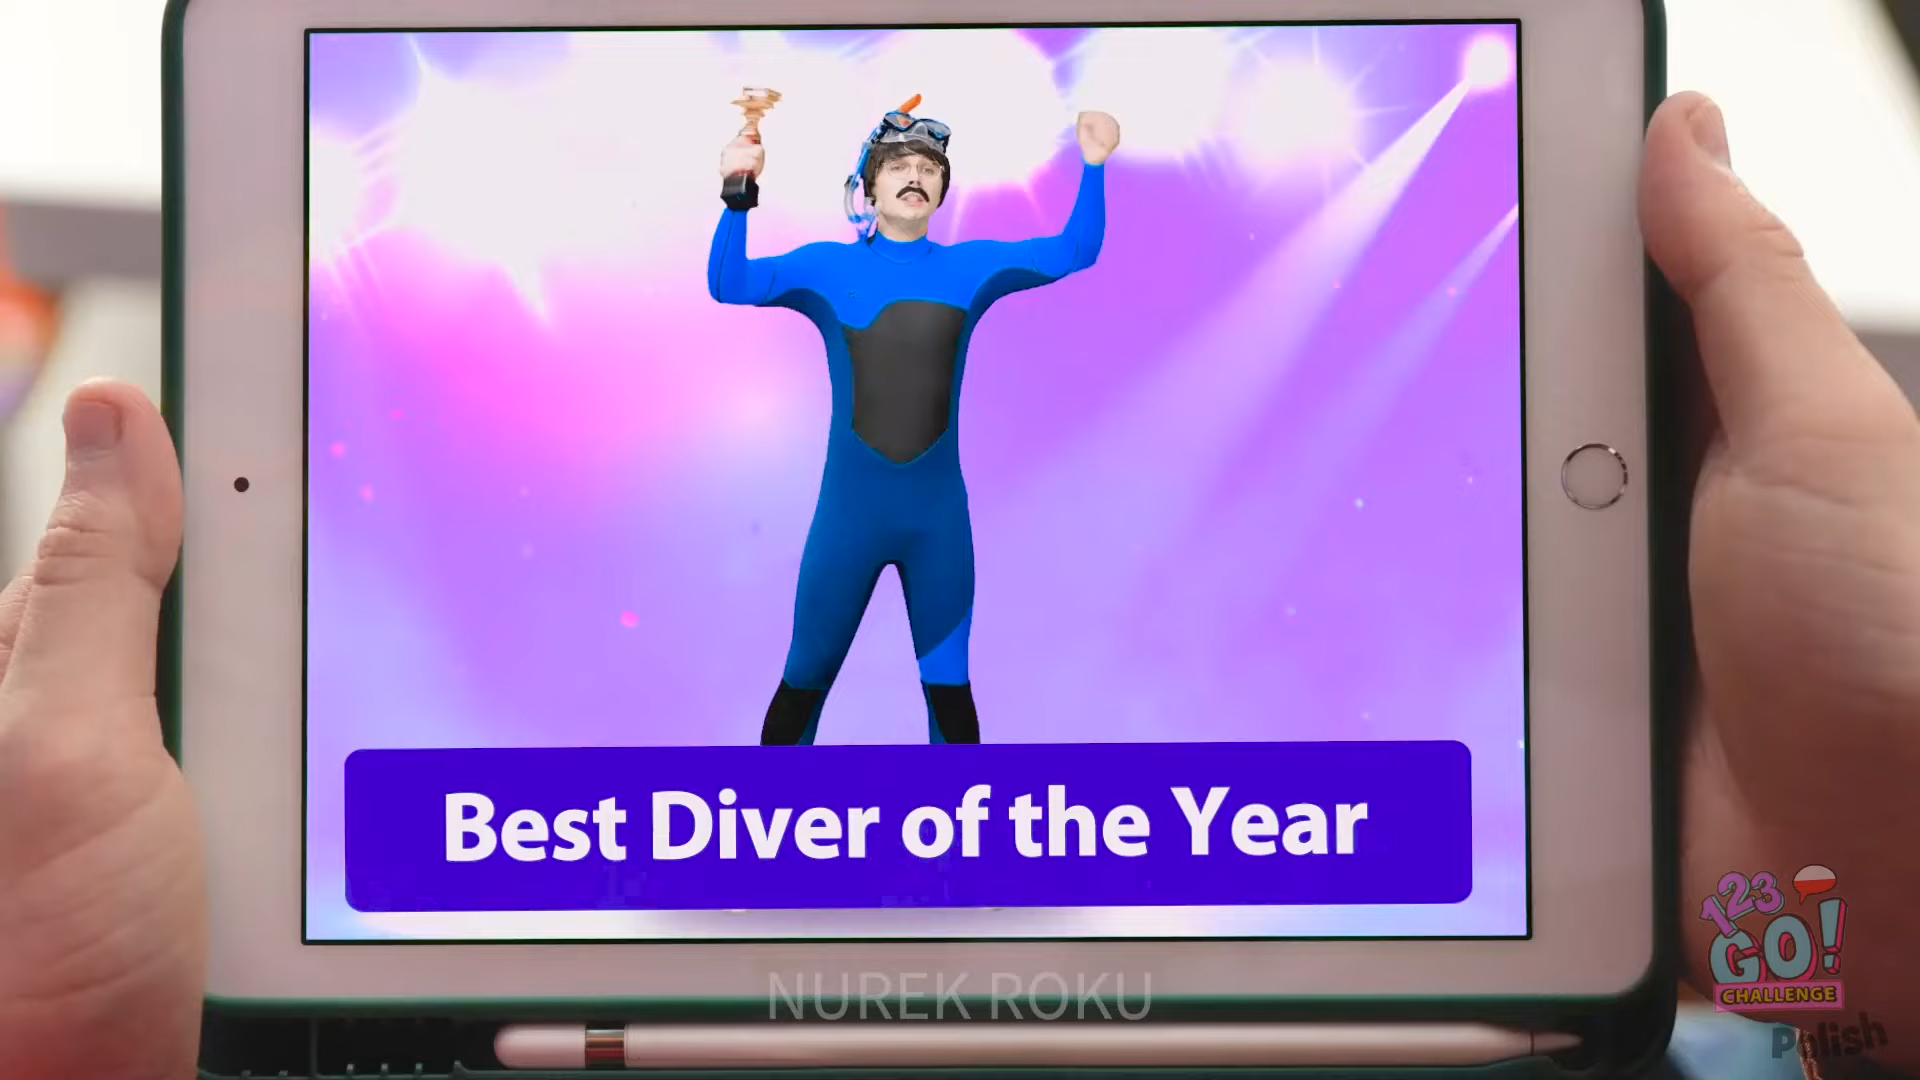 Best Diver of the Year
NUREK ROKU
123
GO!
CHALLENGE
Polish